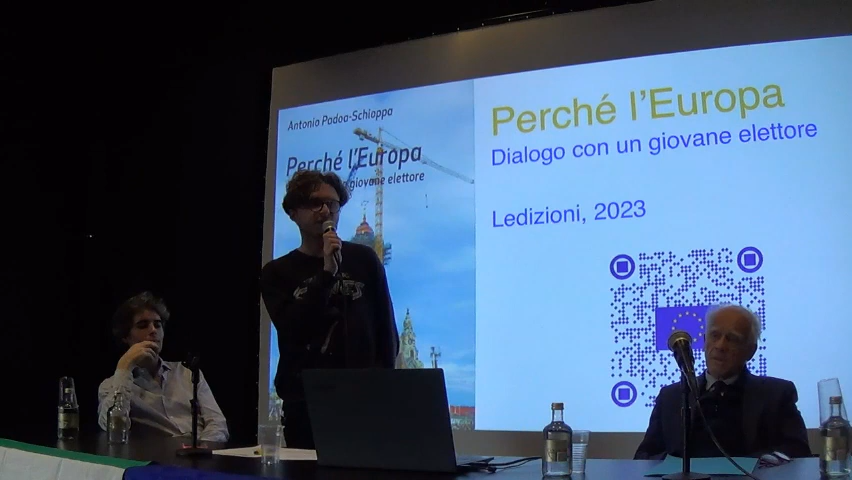 Antonio Padoa-Schioppa
Perché l'Europa
giovane elettore
Perché l'Europa
Dialogo con un giovane elettore
Ledizioni, 2023